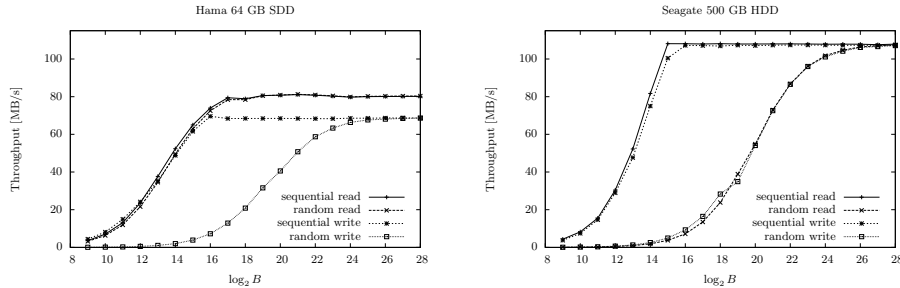 Hama 64 GB SDD
Throughput [MB/s]
100
80
60
40
20
0
sequential read
random read
sequential write
random write
8 10 12 14 16 18 20 22 24 26 28
log₂ B
Seagate 500 GB HDD
Throughput [MB/s]
100
80
60
40
20
0
sequential read
random read
sequential write
random write
8 10 12 14 16 18 20 22 24 26 28
log₂ B